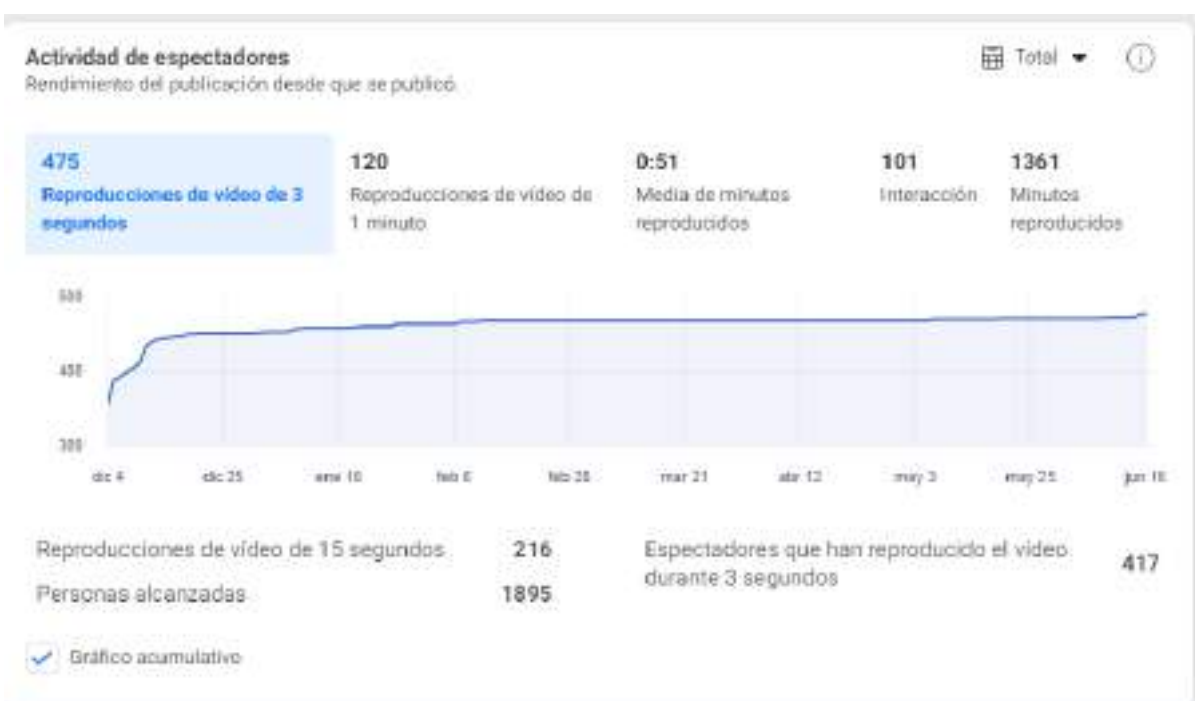 Actividad de espectadores
Total
Rendimiento del publicación desde que se publicó.
475
Reproducciones de vídeo de 3
segundos
120
Reproducciones de vídeo de
1 minuto
0:51
Media de minutos
reproducidos
101
Interacción
1361
Minutos
reproducidos
500
450
300
dic 4
dic 25
ene 16
feb 6
feb 28
mar 21
abr 12
may 3
may 25
jun 16
Reproducciones de vídeo de 15 segundos 216
Personas alcanzadas 1895
Espectadores que han reproducido el vídeo
durante 3 segundos
417
Gráfico acumulativo